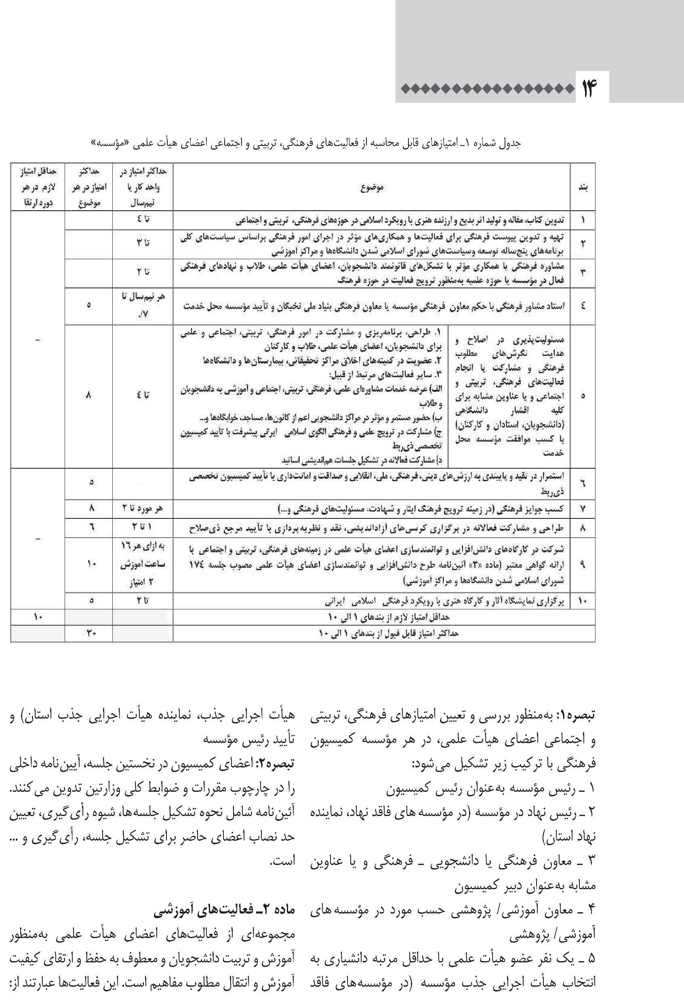 ۱۴
جدول شماره ۱ـ امتیازهای قابل محاسبه از فعالیت‌های فرهنگی، تربیتی و اجتماعی اعضای هیأت علمی «مؤسسه»
بند
موضوع
حداکثر امتیاز در
واحد کار یا
نیم‌سال
حداکثر
امتیاز در هر
موضوع
حداقل امتیاز
لازم در هر
دوره ارتقا
۱
تدوین کتاب، مقاله و تولید اثر بدیع و ارزنده هنری با رویکرد اسلامی در حوزه‌های فرهنگی، تربیتی و اجتماعی
تا ٤
۲
تهیه و تدوین پیوست فرهنگی برای فعالیت‌ها و همکاری‌های مؤثر در اجرای امور فرهنگی براساس سیاست‌های کلی
برنامه‌های پنج‌ساله توسعه وسیاست‌های شورای اسلامی شدن دانشگاه‌ها و مراکز آموزشی
تا ۳
۳
مشاوره فرهنگی یا همکاری مؤثر با تشکل‌های قانونمند دانشجویان، اعضای هیأت علمی، طلاب و نهادهای فرهنگی
فعال در مؤسسه یا حوزه علمیه به‌منظور ترویج فعالیت در حوزه فرهنگ
تا ۲
٤
استاد مشاور فرهنگی با حکم معاون فرهنگی مؤسسه یا معاون فرهنگی بنیاد ملی نخبگان و تأیید مؤسسه محل خدمت
هر نیم‌سال تا
۷/.
٥
٥
مسئولیت‌پذیری در اصلاح و
هدایت نگرش‌های مطلوب
فرهنگی و مشارکت یا انجام
فعالیت‌های فرهنگی، تربیتی و
اجتماعی و یا عناوین مشابه برای
کلیه اقشار دانشگاهی
(دانشجویان، استادان و کارکنان)
با کسب موافقت مؤسسه محل
خدمت
۱. طراحی، برنامه‌ریزی و مشارکت در امور فرهنگی، تربیتی، اجتماعی و علمی
برای دانشجویان، اعضای هیأت علمی، طلاب و کارکنان
۲. عضویت در کمیته‌های اخلاق مراکز تحقیقاتی، بیمارستان‌ها و دانشگاه‌ها
۳. سایر فعالیت‌های مرتبط از قبیل:
الف) عرضه خدمات مشاوره‌ای علمی، فرهنگی، تربیتی، اجتماعی و آموزشی به دانشجویان
و طلاب
ب) حضور مستمر و مؤثر در مراکز دانشجویی اعم از کانون‌ها، مساجد، خوابگاه‌ها و...
ج) مشارکت در ترویج علمی و فرهنگی الگوی اسلامی ایرانی پیشرفت با تأیید کمیسیون
تخصصی ذی‌ربط
د) مشارکت فعالانه در تشکیل جلسات هم‌اندیشی اساتید
تا ٤
۸
-
٦
استمرار در تقید و پایبندی به ارزش‌های دینی، فرهنگی، ملی، انقلابی و صداقت و امانت‌داری با تأیید کمیسیون تخصصی
ذی‌ربط
٥
۷
کسب جوایز فرهنگی (در زمینه ترویج فرهنگ ایثار و شهادت، مسئولیت‌های فرهنگی و...)
هر مورد تا ۲
۸
۸
طراحی و مشارکت فعالانه در برگزاری کرسی‌های آزاداندیشی، نقد و نظریه‌پردازی با تأیید مرجع ذی‌صلاح
۱ تا ۲
٦
۹
شرکت در کارگاه‌های دانش‌افزایی و توانمندسازی اعضای هیأت علمی در زمینه‌های فرهنگی، تربیتی و اجتماعی با
ارائه گواهی معتبر (ماده «۳» آئین‌نامه طرح دانش‌افزایی و توانمندسازی اعضای هیأت علمی مصوب جلسه ۱۷٤
شورای اسلامی شدن دانشگاه‌ها و مراکز آموزشی)
به ازای هر ۱٦
ساعت آموزش
۲ امتیاز
۱۰
-
۱۰
برگزاری نمایشگاه آثار و کارگاه هنری با رویکرد فرهنگی اسلامی ایرانی
تا ۲
٥
حداقل امتیاز لازم از بندهای ۱ الی ۱۰
۱۰
حداکثر امتیاز قابل قبول از بندهای ۱ الی ۱۰
۳۰
تبصره۱: به‌منظور بررسی و تعیین امتیازهای فرهنگی، تربیتی
و اجتماعی اعضای هیأت علمی، در هر مؤسسه کمیسیون
فرهنگی با ترکیب زیر تشکیل می‌شود:
۱ ـ رئیس مؤسسه به‌عنوان رئیس کمیسیون
۲ ـ رئیس نهاد در مؤسسه (در مؤسسه های فاقد نهاد، نماینده
نهاد استان)
۳ ـ معاون فرهنگی یا دانشجویی ـ فرهنگی و یا عناوین
مشابه به‌عنوان دبیر کمیسیون
۴ ـ معاون آموزشی/ پژوهشی حسب مورد در مؤسسه های
آموزشی/ پژوهشی
۵ ـ یک نفر عضو هیأت علمی با حداقل مرتبه دانشیاری به
انتخاب هیأت اجرایی جذب مؤسسه (در مؤسسه‌های فاقد
هیأت اجرایی جذب، نماینده هیأت اجرایی جذب استان) و
تأیید رئیس مؤسسه
تبصره۲: اعضای کمیسیون در نخستین جلسه، آیین‌نامه داخلی
را در چارچوب مقررات و ضوابط کلی وزارتین تدوین می کنند.
آئین‌نامه شامل نحوه تشکیل جلسه‌ها، شیوه رأی گیری، تعیین
حد نصاب اعضای حاضر برای تشکیل جلسه، رأی گیری و ...
است.
ماده ۲ـ فعالیت‌های آموزشی
مجموعه‌ای از فعالیت‌های اعضای هیأت علمی به‌منظور
آموزش و تربیت دانشجویان و معطوف به حفظ و ارتقای کیفیت
آموزش و انتقال مطلوب مفاهیم است. این فعالیت‌ها عبارتند از: